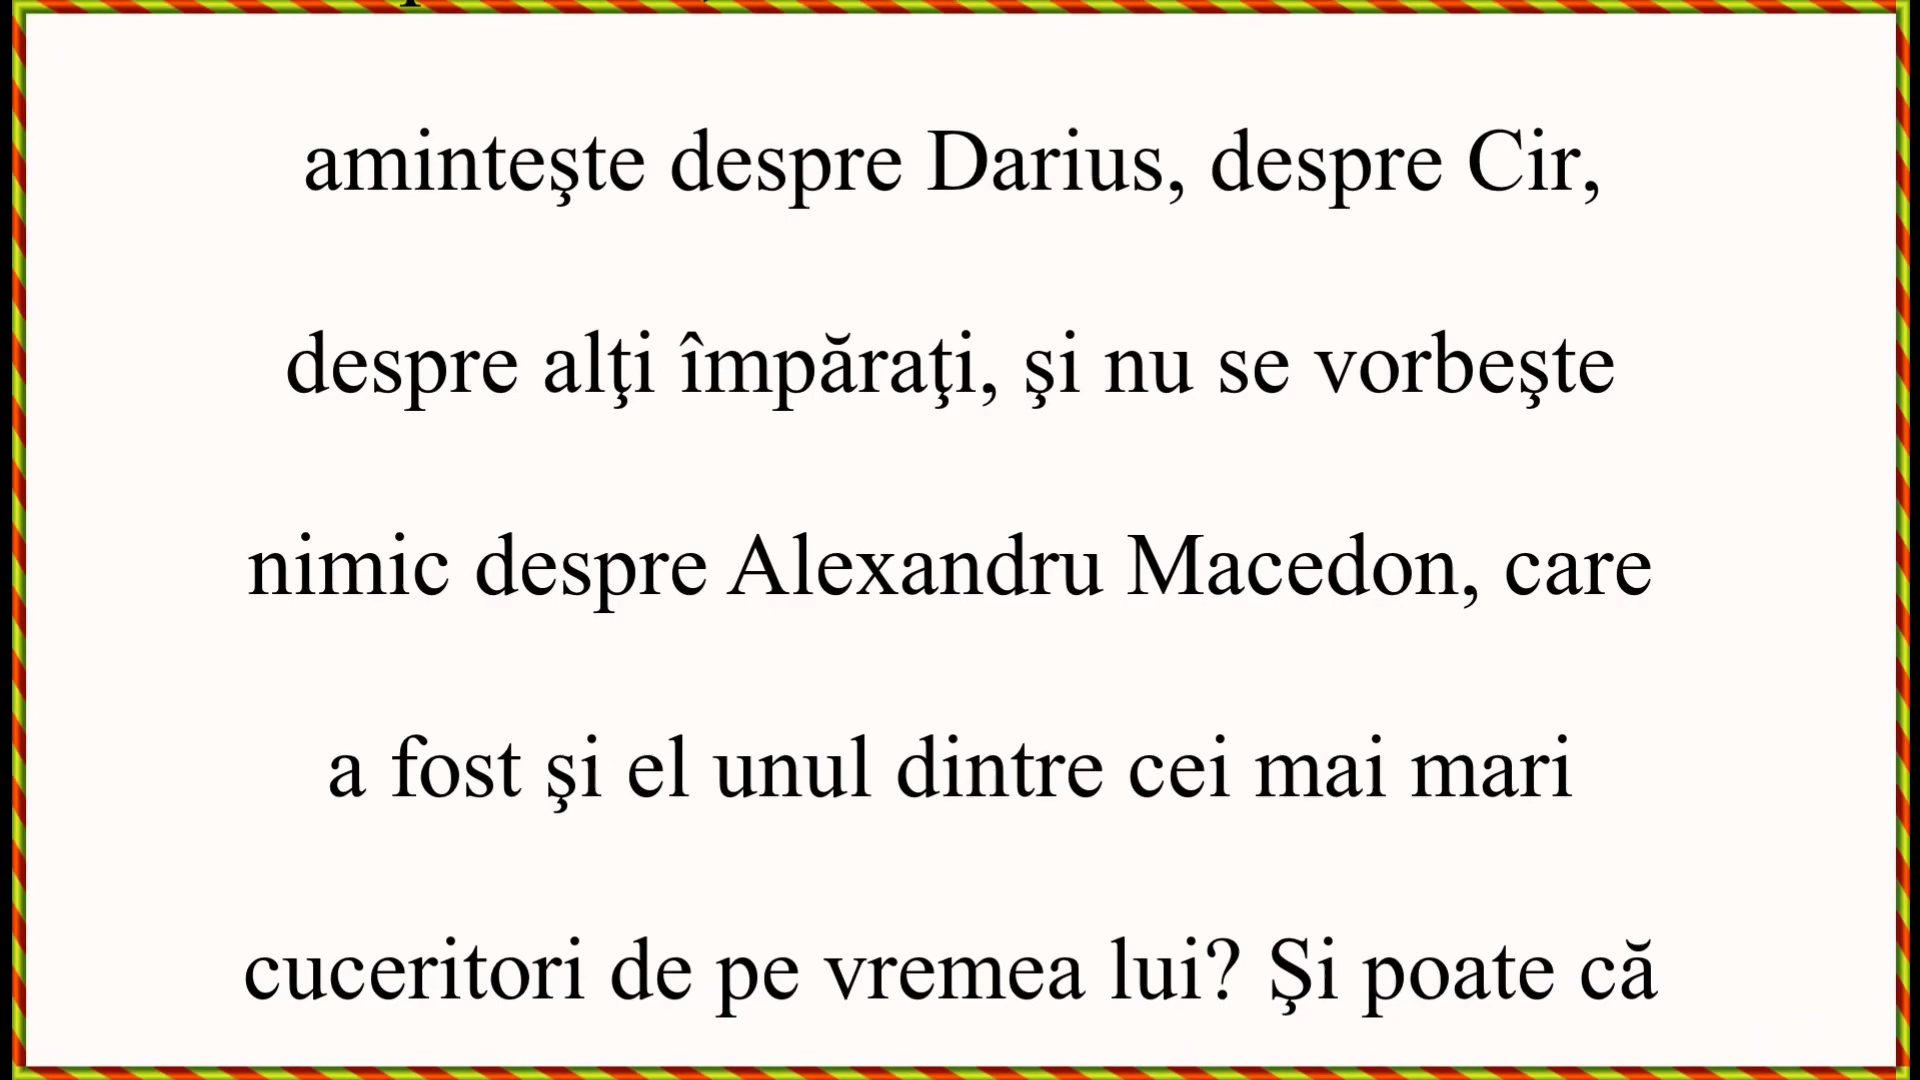 aminteşte despre Darius, despre Cir,
despre alţi împăraţi, şi nu se vorbeşte
nimic despre Alexandru Macedon, care
a fost şi el unul dintre cei mai mari
cuceritori de pe vremea lui? Şi poate că